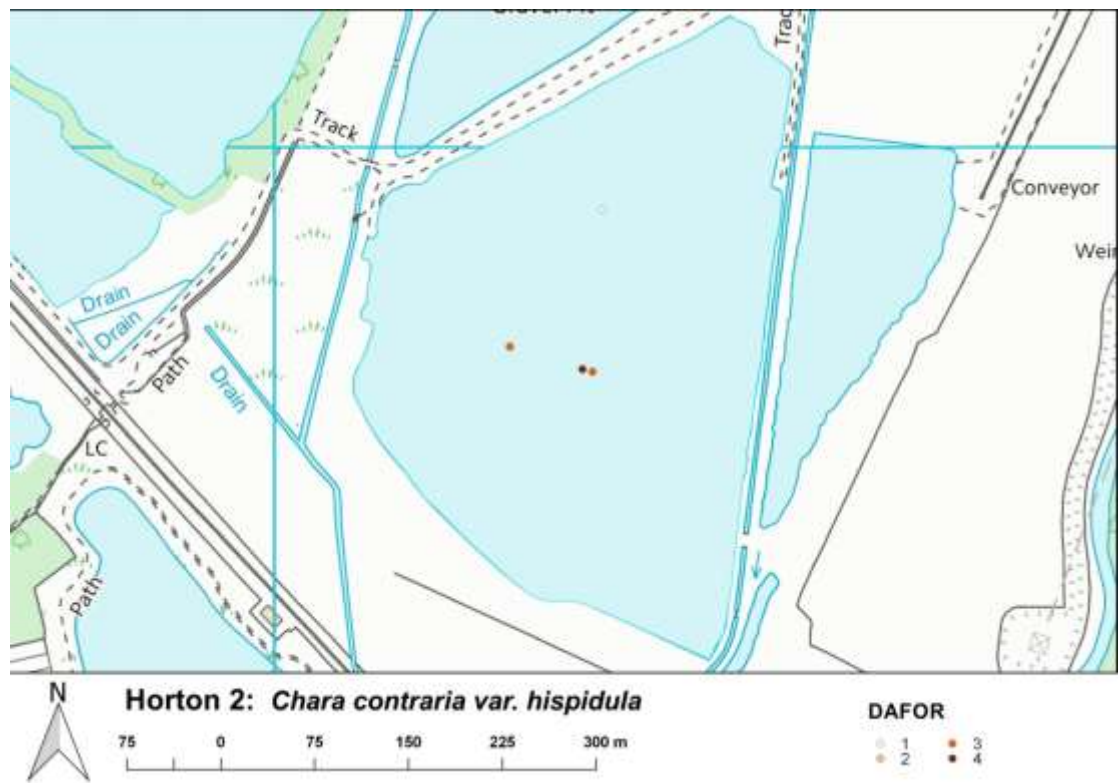 Track
Track
Conveyor
Weir
Drain
Drain
Path
Drain
LC
Path
N
Horton 2: Chara contraria var. hispidula
75 0 75 150 225 300 m
DAFOR
1 3
2 4